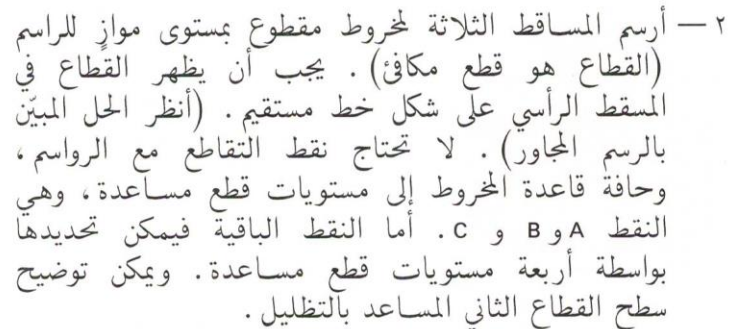 ٢ — أرسم المساقط الثلاثة لمخروط مقطوع بمستوى موازٍ للراسم
(القطاع هو قطع مكافئ). يجب أن يظهر القطاع في
المسقط الرأسي على شكل خط مستقيم. (أنظر الحل المبيّن
بالرسم المجاور). لا تحتاج نقط التقاطع مع الرواسم،
وحافة قاعدة المخروط إلى مستويات قطع مساعدة، وهي
النقط A و B و C. أما النقط الباقية فيمكن تحديدها
بواسطة أربعة مستويات قطع مساعدة. ويمكن توضيح
سطح القطاع الثاني المساعد بالتظليل.